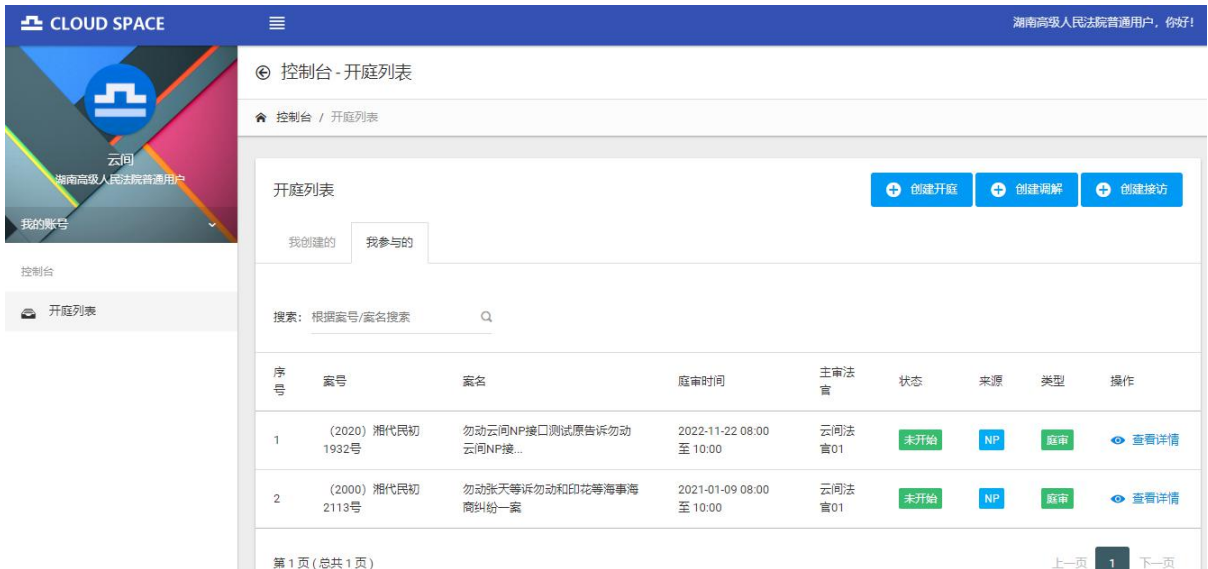 CLOUD SPACE
湖南高级人民法院普通用户，你好!
云间
湖南高级人民法院普通用户
我的账号
控制台
开庭列表
控制台 - 开庭列表
控制台 / 开庭列表
开庭列表
创建开庭
创建调解
创建接访
我创建的 我参与的
搜索: 根据案号/案名搜索
序号 案号 案名 庭审时间 主审法官 状态 来源 类型 操作
1 （2020）湘代民初 勿动云间NP接口测试原告诉勿动 2022-11-22 08:00 云间法 未开始 NP 庭审 查看详情
1932号 云间NP接... 至 10:00 官01
2 （2000）湘代民初 勿动张天等诉勿动和印花等海事海 2021-01-09 08:00 云间法 未开始 NP 庭审 查看详情
2113号 商纠纷一案 至 10:00 官01
第 1 页 ( 总共 1 页 )
上一页 1 下一页